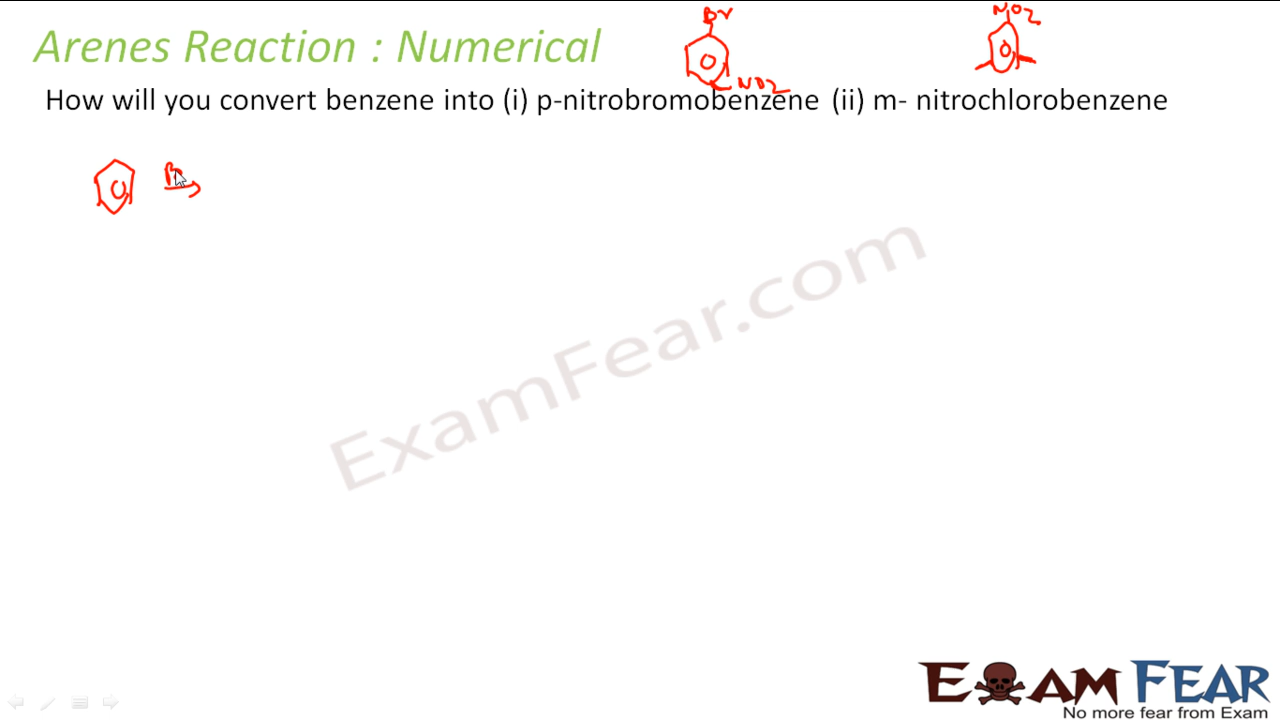 Br
NO2
Arenes Reaction : Numerical
NO2
How will you convert benzene into (i) p-nitrobromobenzene (ii) m- nitrochlorobenzene
B
ExamFear.com
EXAM FEAR
No more fear from Exam